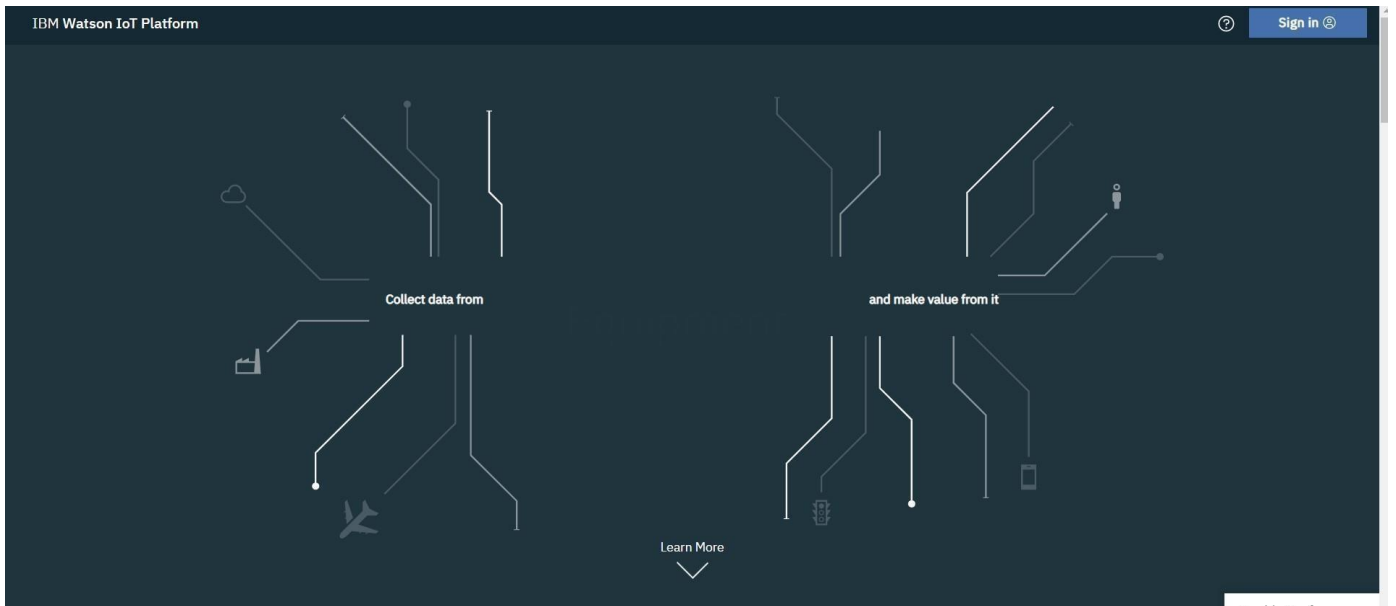 IBM Watson IoT Platform
Sign in
Collect data from
and make value from it
Learn More